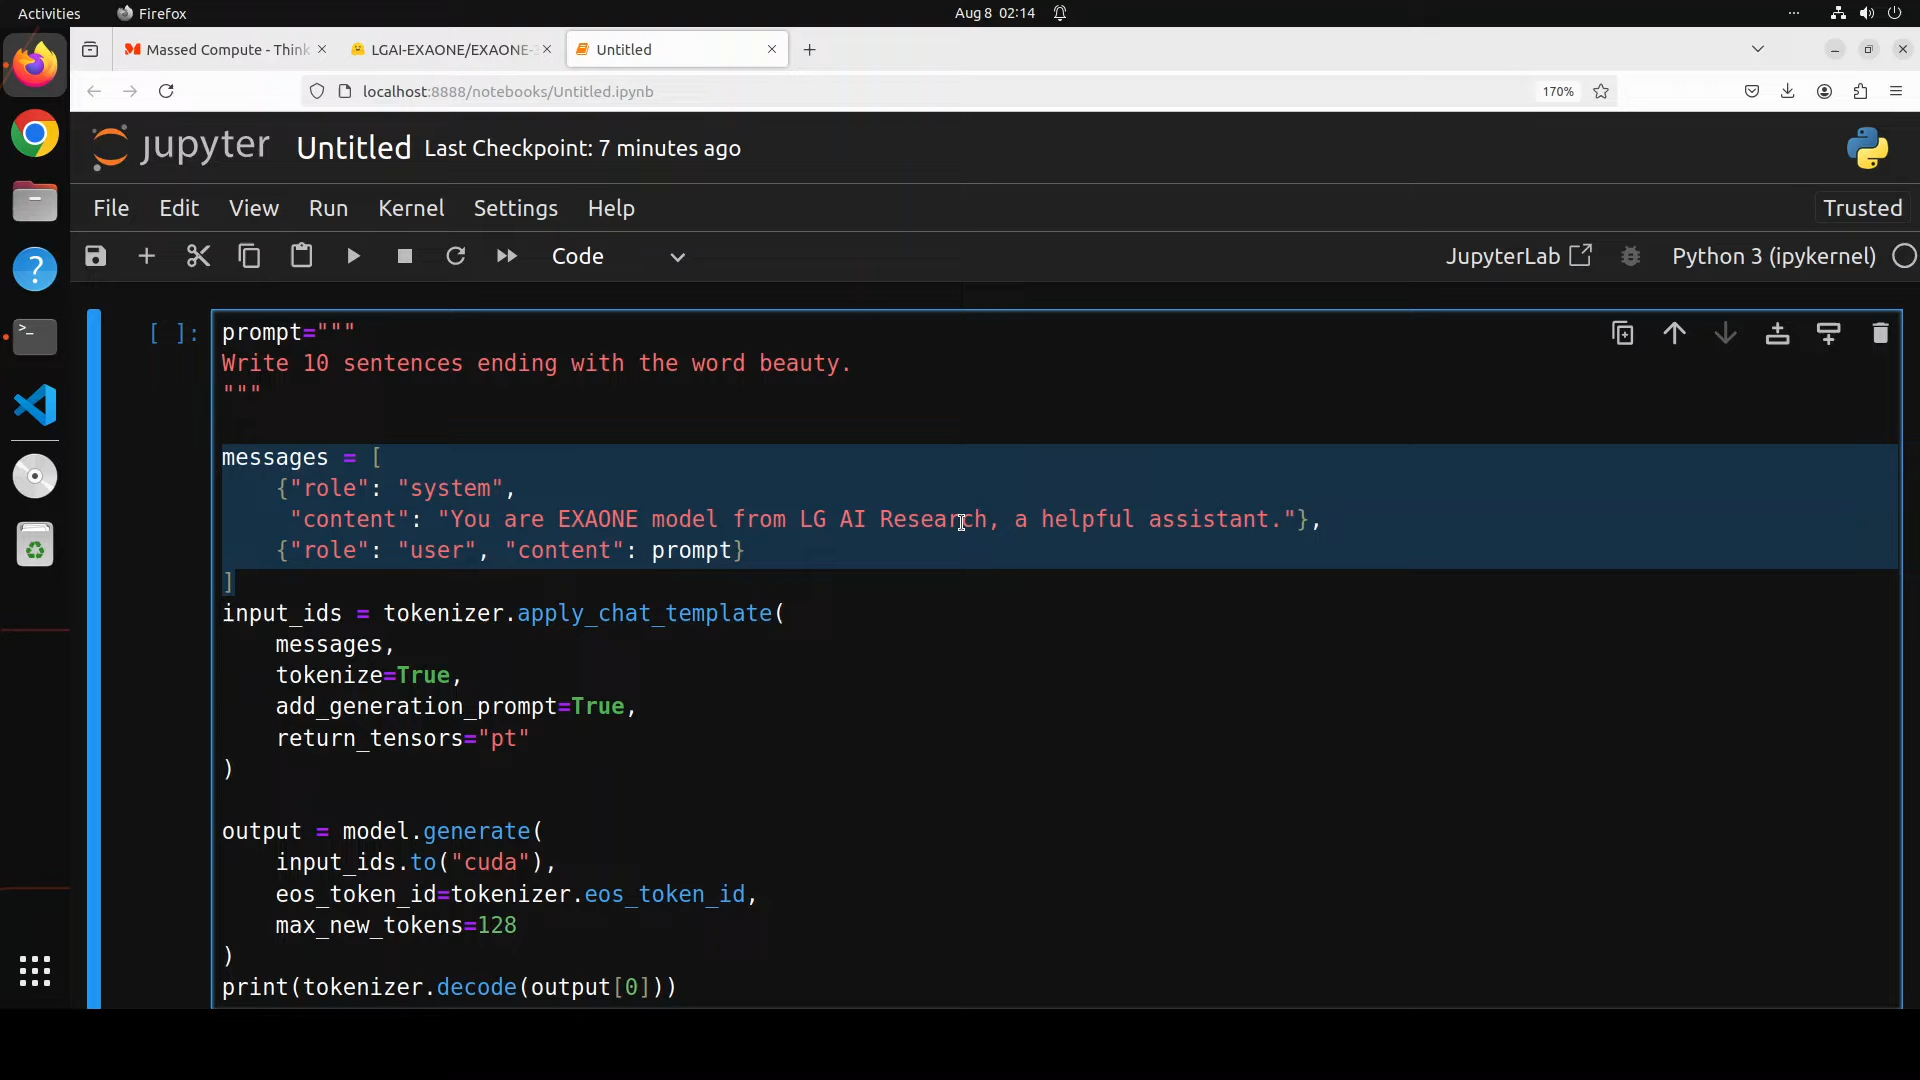 Activities Firefox Aug 8 02:14
Massed Compute - Think LGAI-EXAONE/EXAONE- Untitled
localhost:8888/notebooks/Untitled.ipynb 170%
jupyter Untitled Last Checkpoint: 7 minutes ago
File Edit View Run Kernel Settings Help Trusted
Code JupyterLab Python 3 (ipykernel)
[ ]: prompt="""
Write 10 sentences ending with the word beauty.
"""
messages = [
{"role": "system",
"content": "You are EXAONE model from LG AI Research, a helpful assistant."},
{"role": "user", "content": prompt}
]
input_ids = tokenizer.apply_chat_template(
messages,
tokenize=True,
add_generation_prompt=True,
return_tensors="pt"
)
output = model.generate(
input_ids.to("cuda"),
eos_token_id=tokenizer.eos_token_id,
max_new_tokens=128
)
print(tokenizer.decode(output[0]))